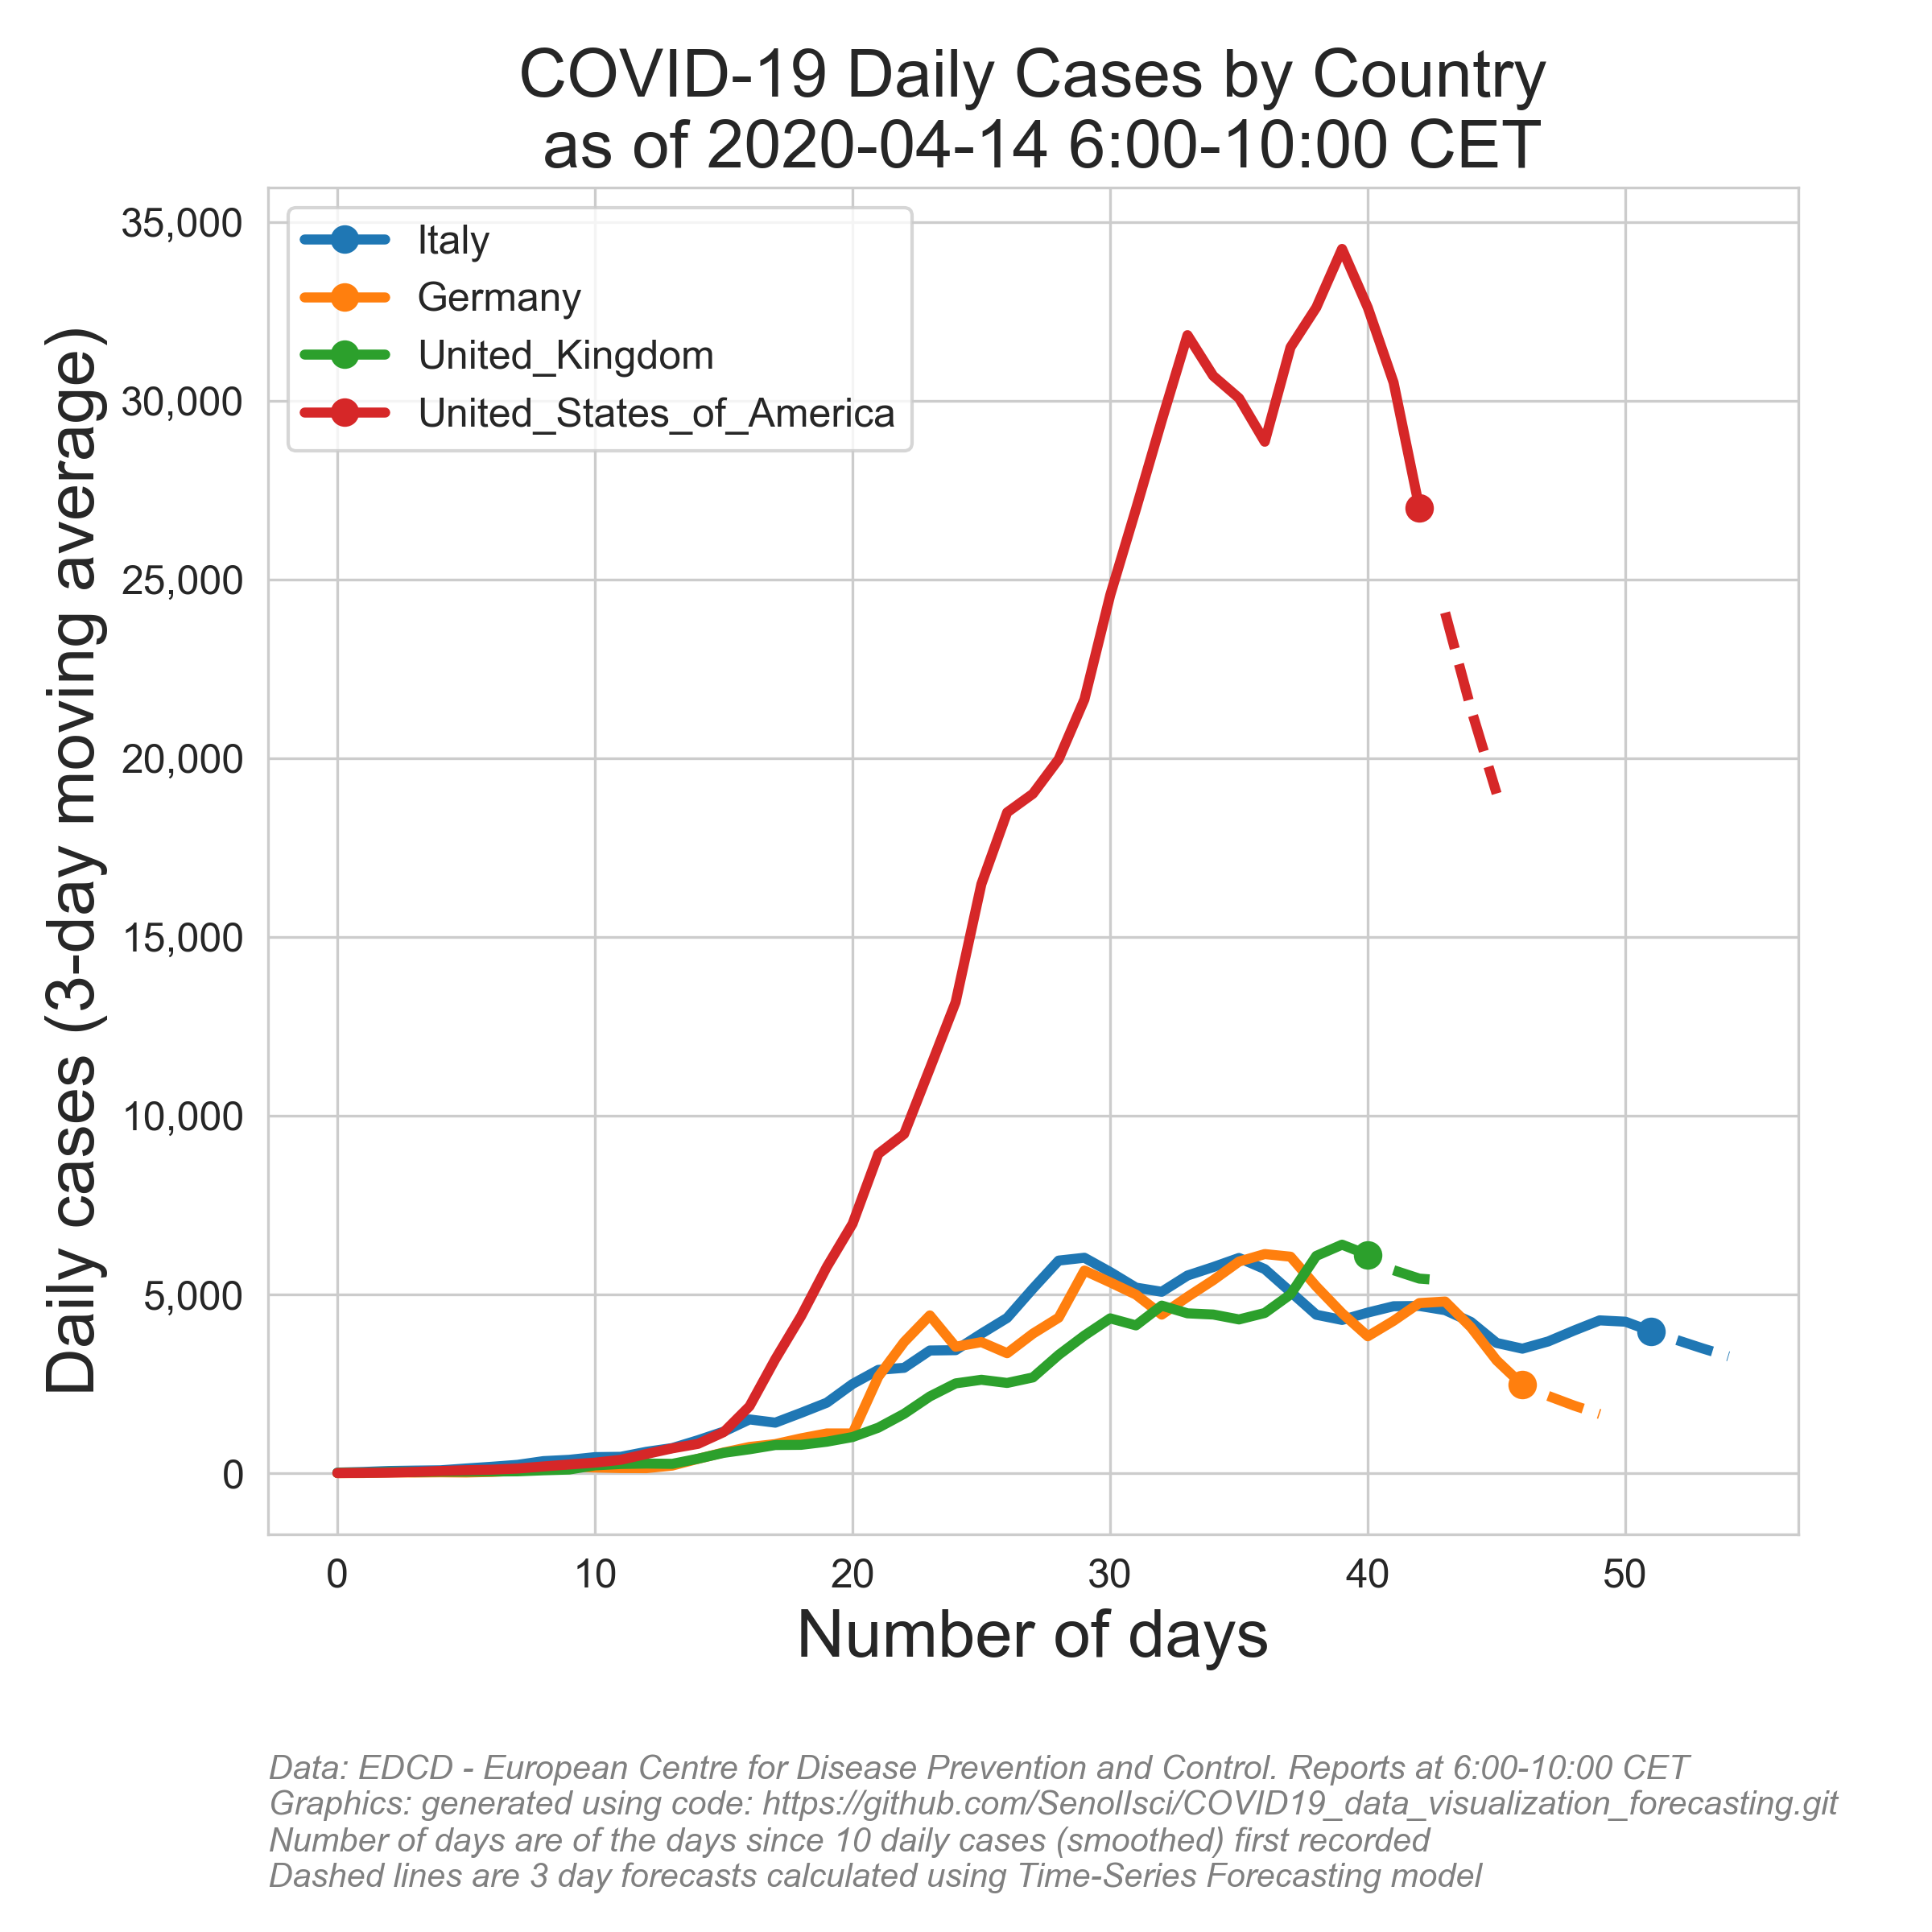 COVID-19 Daily Cases by Country
as of 2020-04-14 6:00-10:00 CET
Daily cases (3-day moving average)
35,000
30,000
25,000
20,000
15,000
10,000
5,000
0
Italy
Germany
United_Kingdom
United_States_of_America
0 10 20 30 40 50
Number of days
Data: EDCD - European Centre for Disease Prevention and Control. Reports at 6:00-10:00 CET
Graphics: generated using code: https://github.com/SenolIsci/COVID19_data_visualization_forecasting.git
Number of days are of the days since 10 daily cases (smoothed) first recorded
Dashed lines are 3 day forecasts calculated using Time-Series Forecasting model